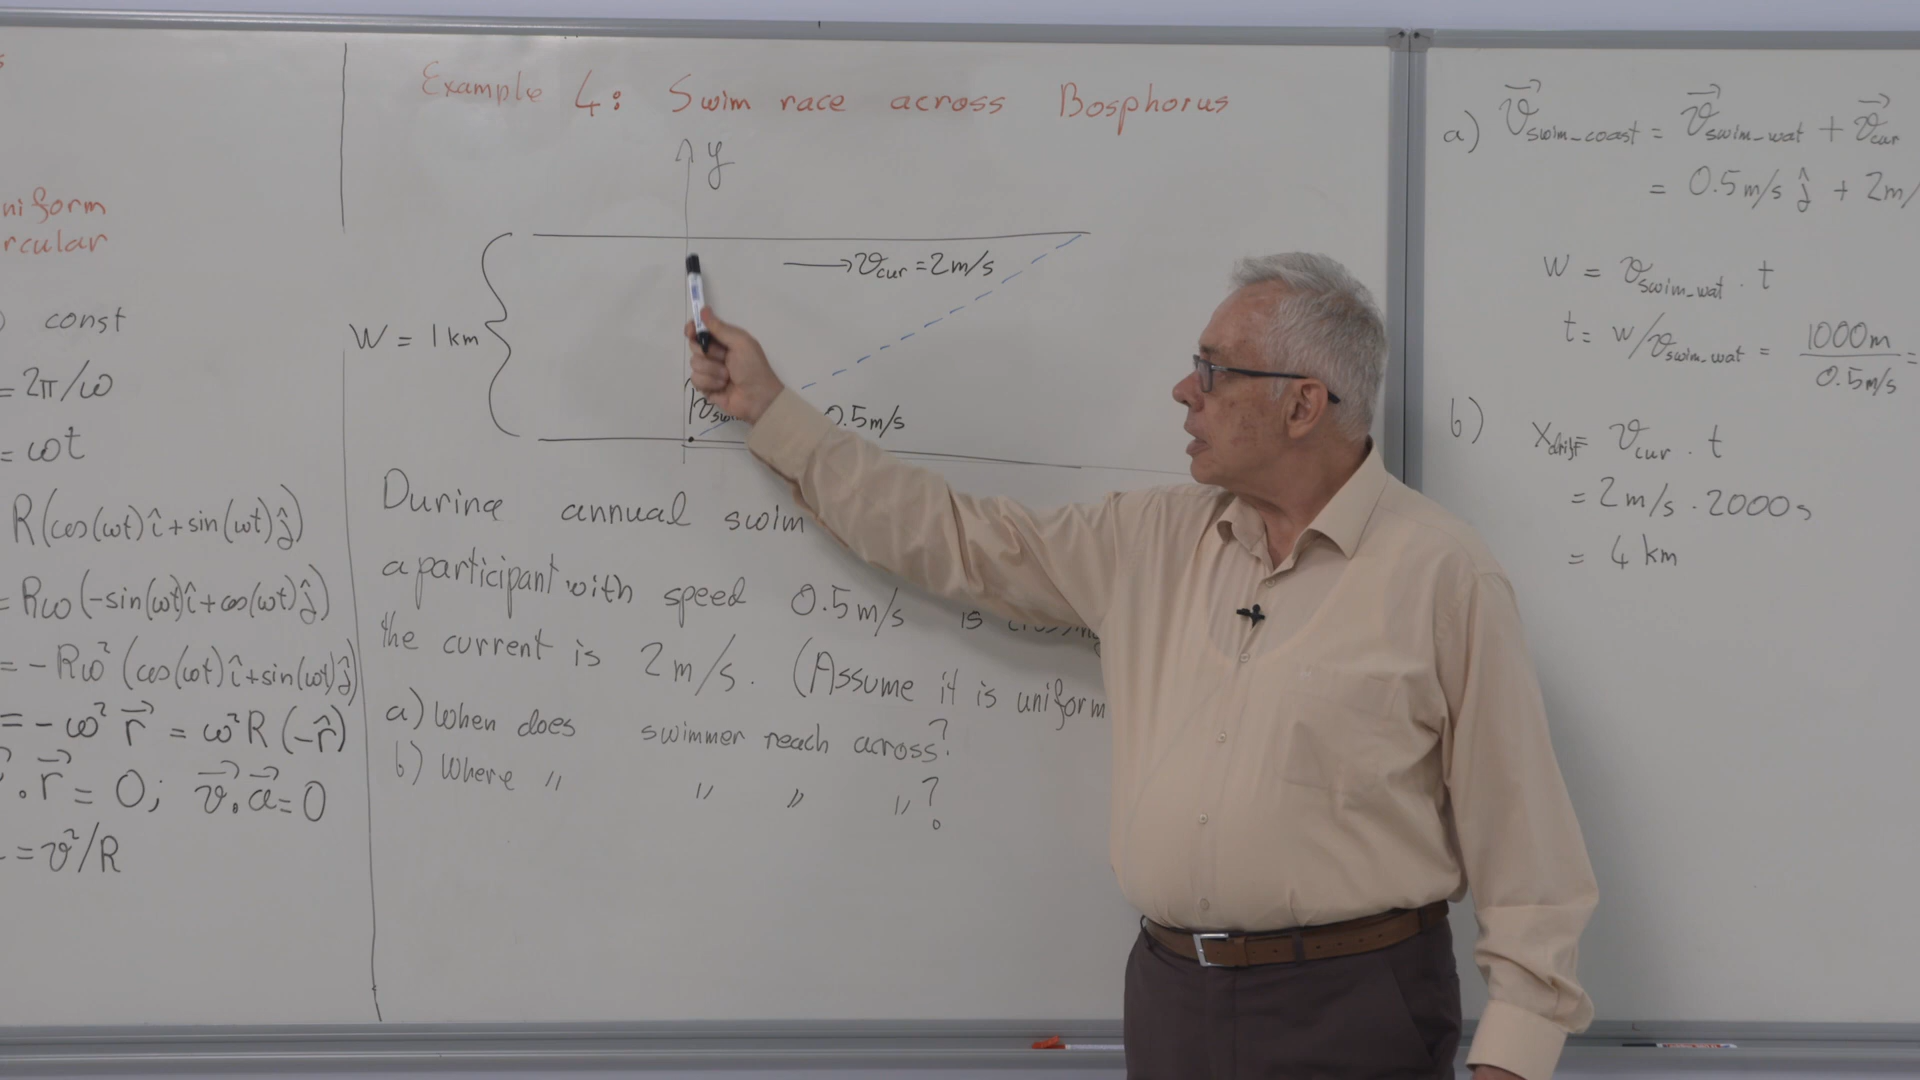 niform
rcular
const
= 2π/ω
= ωt
R(cos(ωt)î+sin(ωt)ĵ)
= Rω(-sin(ωt)î+cos(ωt)ĵ)
= -Rω² (cos(ωt)î+sin(ωt)ĵ)
= -ω² r⃗ = ω²R (-r̂)
. r⃗ = 0; v⃗.a⃗=0
= v²/R
Example 4: Swim race across Bosphorus
y
v_cur = 2m/s
W = 1 km
0.5m/s
During annual swim
a participant with speed 0.5m/s is
the current is 2m/s. (Assume it is uniform
a) When does swimmer reach across?
b) Where " " " " ?
a) v⃗_swim_coast = v⃗_swim_wat + v⃗_cur
= 0.5m/s ĵ + 2m/
W = v_swim_wat . t
t = W/v_swim_wat = 1000m / 0.5m/s =
b) X_drift = v_cur . t
= 2m/s . 2000s
= 4 km